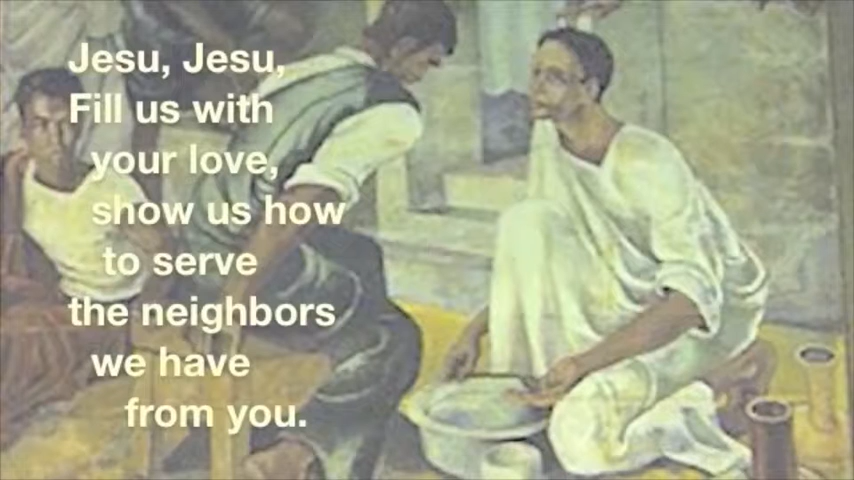 Jesu, Jesu,
Fill us with
your love,
show us how
to serve
the neighbors
we have
from you.